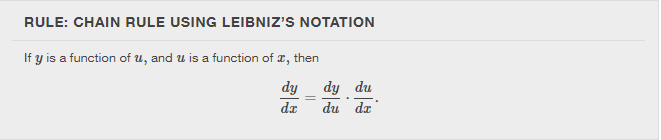 RULE: CHAIN RULE USING LEIBNIZ'S NOTATION
If y is a function of u, and u is a function of x, then
dy/dx = dy/du · du/dx.